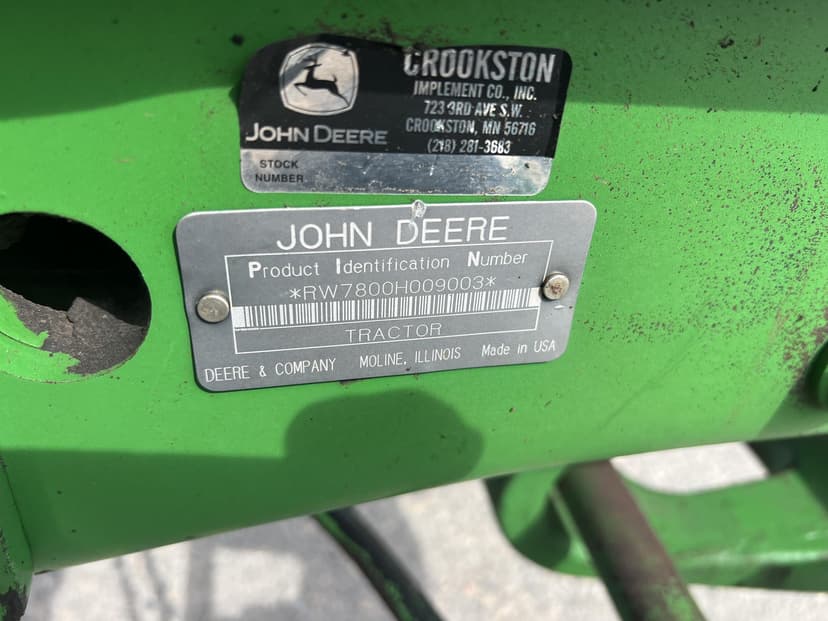 CROOKSTON
IMPLEMENT CO., INC.
723 3RD AVE S.W.
CROOKSTON, MN 56716
(218) 281-3683
JOHN DEERE
STOCK
NUMBER
JOHN DEERE
Product Identification Number
*RW7800H009003*
TRACTOR
DEERE & COMPANY MOLINE, ILLINOIS Made in USA